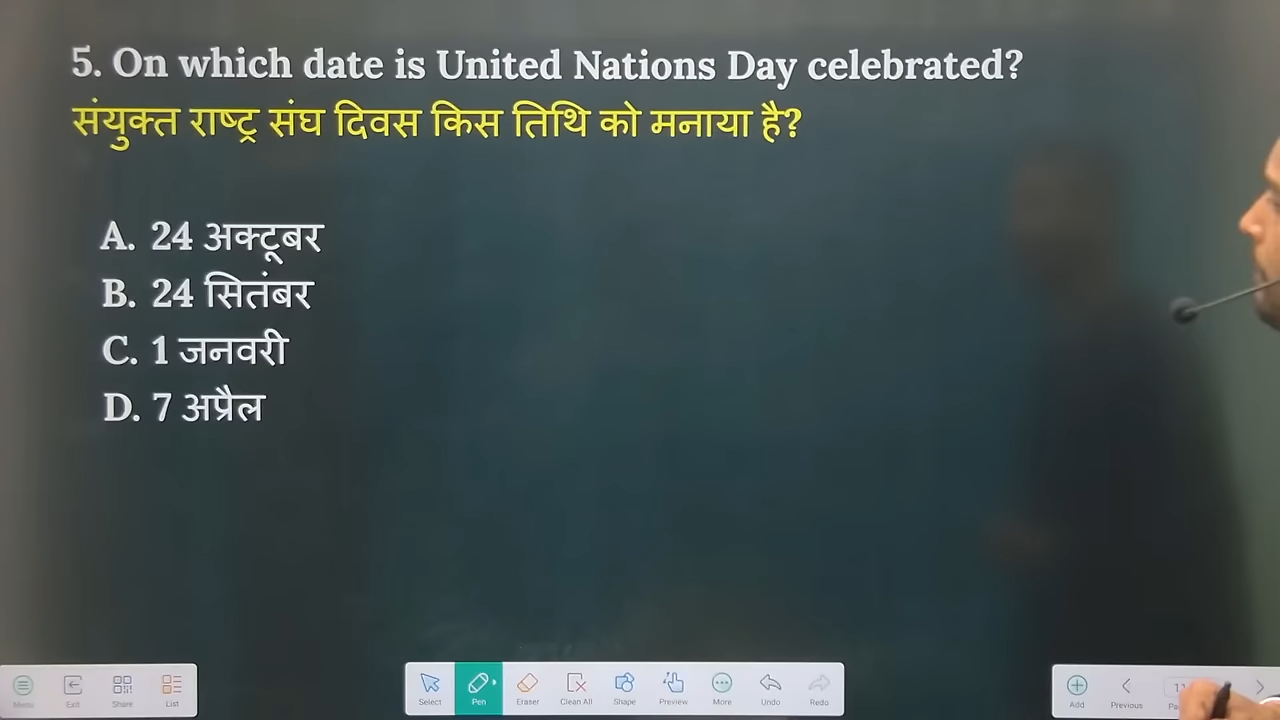 5. On which date is United Nations Day celebrated?
संयुक्त राष्ट्र संघ दिवस किस तिथि को मनाया है?
A. 24 अक्टूबर
B. 24 सितंबर
C. 1 जनवरी
D. 7 अप्रैल
Menu Exit Share List Select Pen Eraser Clean All Shape Preview More Undo Redo Add Previous